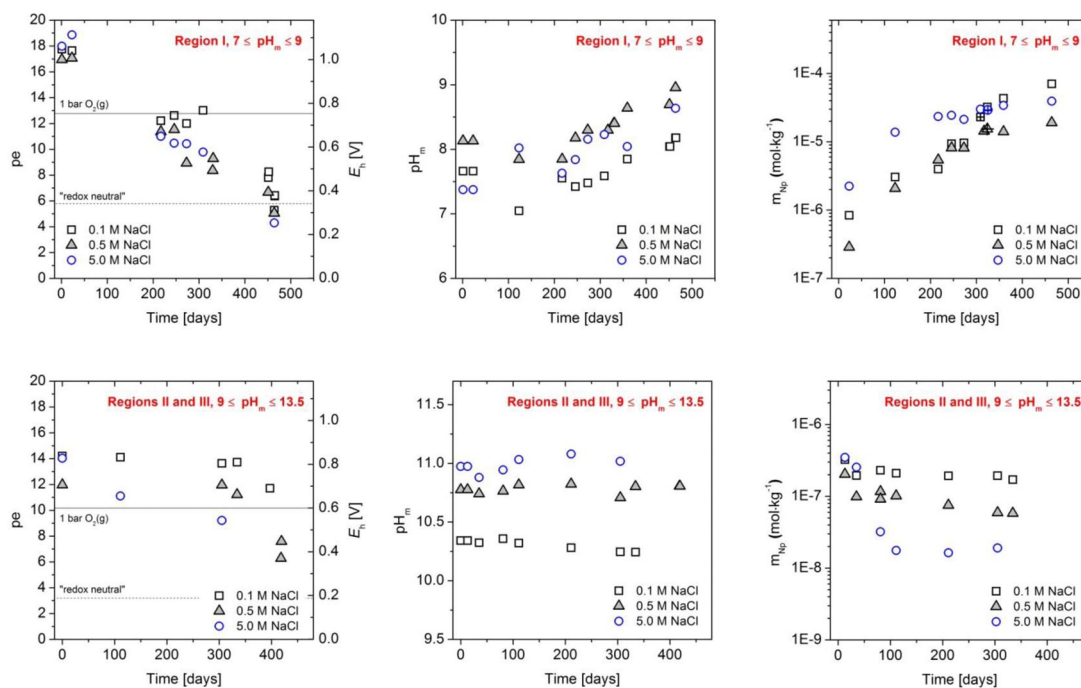 Region I, 7 ≤ pHm ≤ 9
1 bar O2(g)
"redox neutral"
0.1 M NaCl
0.5 M NaCl
5.0 M NaCl
20
18
16
14
12
10
8
6
4
2
0
pe
1.0
0.8
0.6
0.4
0.2
0.0
Eh [V]
0 100 200 300 400 500
Time [days]
Region I, 7 ≤ pHm ≤ 9
0.1 M NaCl
0.5 M NaCl
5.0 M NaCl
9
8
7
6
pHm
0 100 200 300 400 500
Time [days]
Region I, 7 ≤ pHm ≤ 9
0.1 M NaCl
0.5 M NaCl
5.0 M NaCl
1E-4
1E-5
1E-6
1E-7
mNp (mol·kg-1)
0 100 200 300 400 500
Time [days]
Regions II and III, 9 ≤ pHm ≤ 13.5
1 bar O2(g)
"redox neutral"
0.1 M NaCl
0.5 M NaCl
5.0 M NaCl
20
18
16
14
12
10
8
6
4
2
0
pe
1.0
0.8
0.6
0.4
0.2
0.0
Eh [V]
0 100 200 300 400
Time [days]
Regions II and III, 9 ≤ pHm ≤ 13.5
0.1 M NaCl
0.5 M NaCl
5.0 M NaCl
11.5
11.0
10.5
10.0
9.5
pHm
0 100 200 300 400
Time [days]
Regions II and III, 9 ≤ pHm ≤ 13.5
0.1 M NaCl
0.5 M NaCl
5.0 M NaCl
1E-6
1E-7
1E-8
1E-9
mNp (mol·kg-1)
0 100 200 300 400
Time [days]